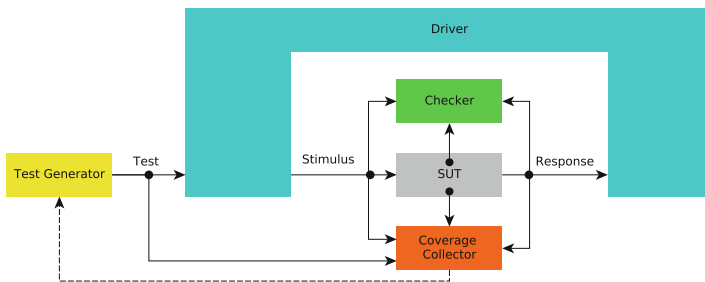 Driver
Checker
Test Generator
Test
Stimulus
SUT
Response
Coverage
Collector